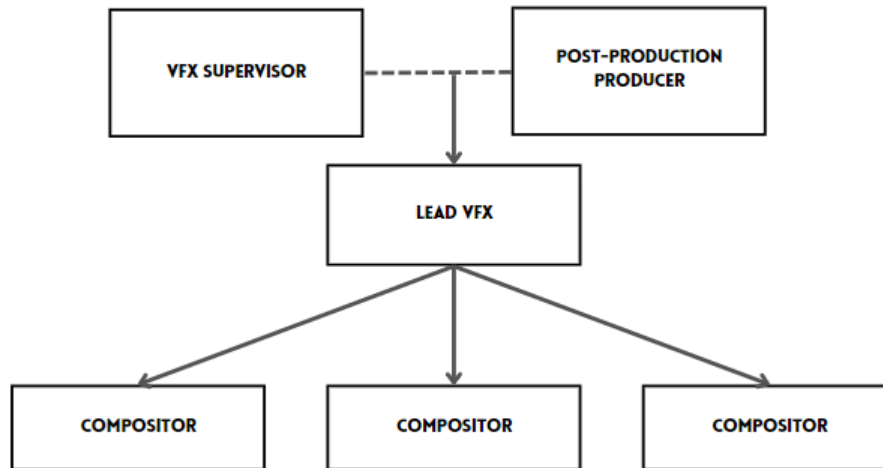 VFX SUPERVISOR
POST-PRODUCTION
PRODUCER
LEAD VFX
COMPOSITOR
COMPOSITOR
COMPOSITOR